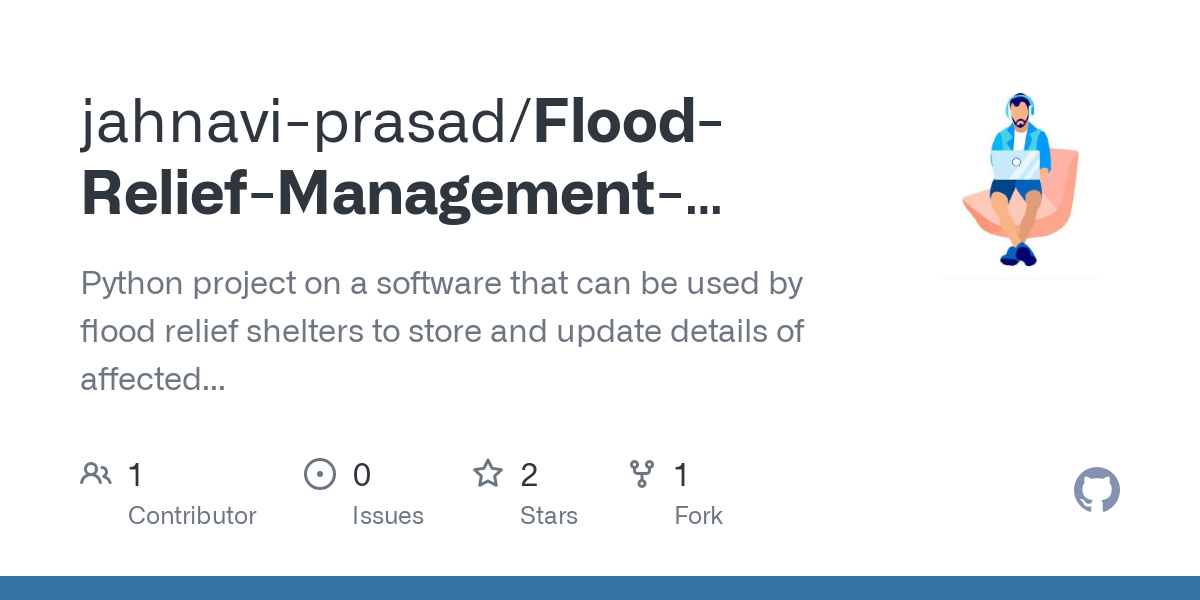 jahnavi-prasad/Flood-
Relief-Management-...
Python project on a software that can be used by
flood relief shelters to store and update details of
affected...
1 0 2 1
Contributor Issues Stars Fork